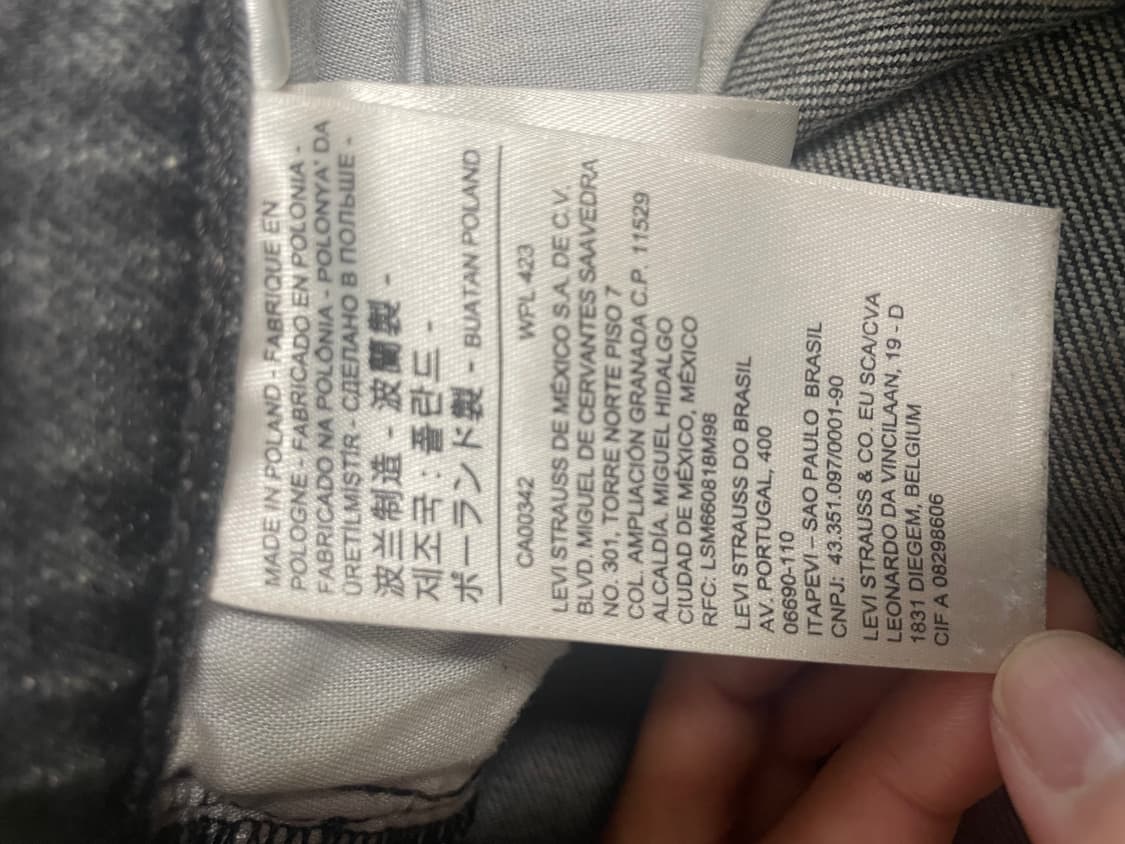 MADE IN POLAND - FABRIQUE EN
POLOGNE - FABRICADO EN POLONIA -
FABRICADO NA POLÔNIA - POLONYA' DA
URETILMISTIR - СДЕЛАНО В ПОЛЬШЕ -
波兰制造 - 波蘭製 -
제조국 : 폴란드 -
ポーランド製 - BUATAN POLAND
CA00342 WPL 423
LEVI STRAUSS DE MÉXICO S.A. DE C.V.
BLVD. MIGUEL DE CERVANTES SAAVEDRA
NO. 301, TORRE NORTE PISO 7
COL. AMPLIACIÓN GRANADA C.P. 11529
ALCALDÍA. MIGUEL HIDALGO
CIUDAD DE MÉXICO, MÉXICO
RFC: LSM660818M98
LEVI STRAUSS DO BRASIL
AV. PORTUGAL, 400
06690-110
ITAPEVI – SAO PAULO BRASIL
CNPJ: 43.351.097/0001-90
LEVI STRAUSS & CO. EU SCA/CVA
LEONARDO DA VINCILAAN, 19 - D
1831 DIEGEM, BELGIUM
CIF A 08298606